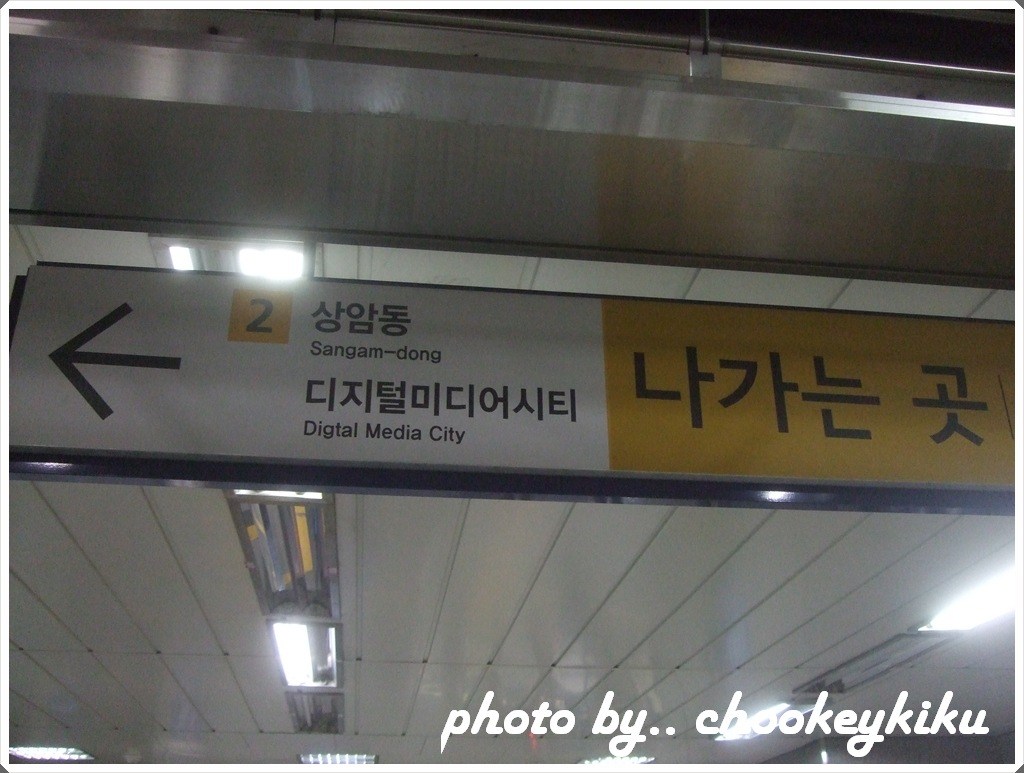 2 상암동
Sangam-dong
디지털미디어시티
Digtal Media City
나가는 곳
photo by.. chookeykiku